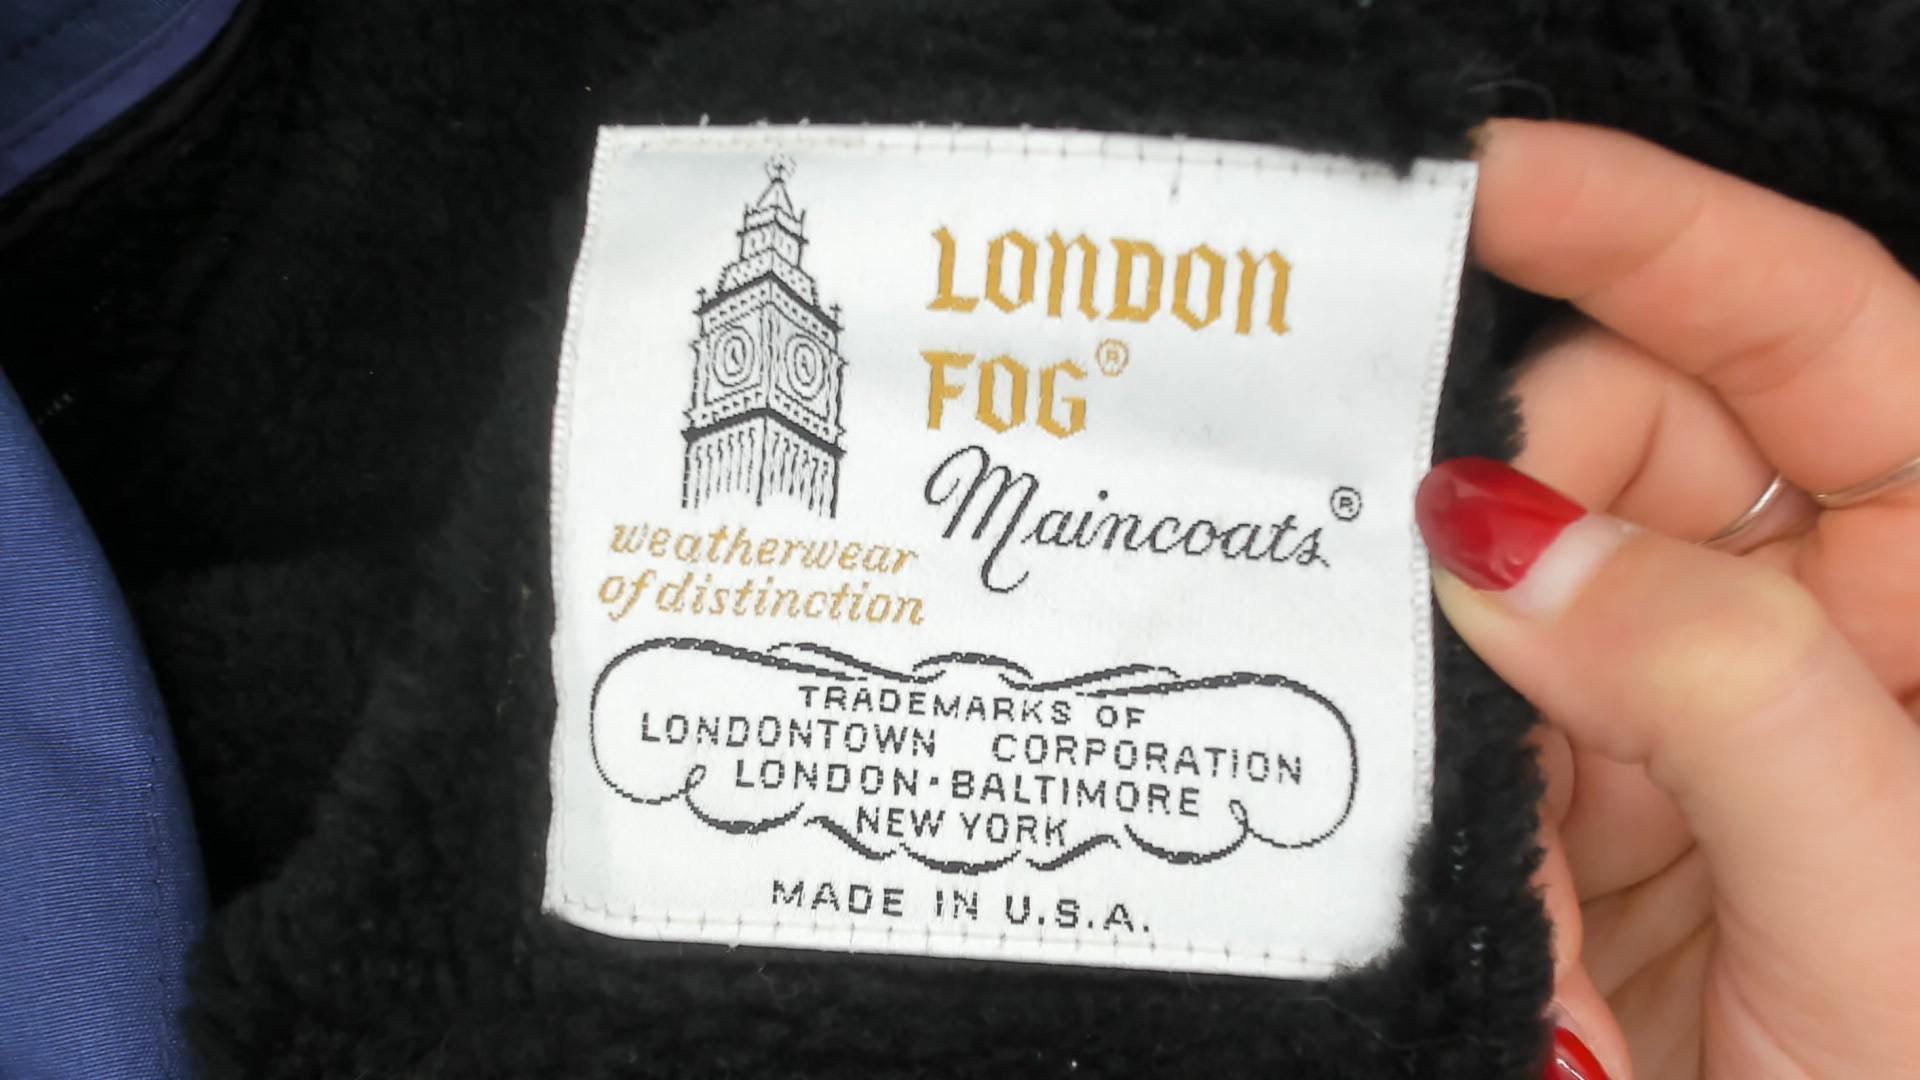 LONDON
FOG®
Maincoats®
weatherwear
of distinction
TRADEMARKS OF
LONDONTOWN CORPORATION
LONDON·BALTIMORE
NEW YORK
MADE IN U.S.A.